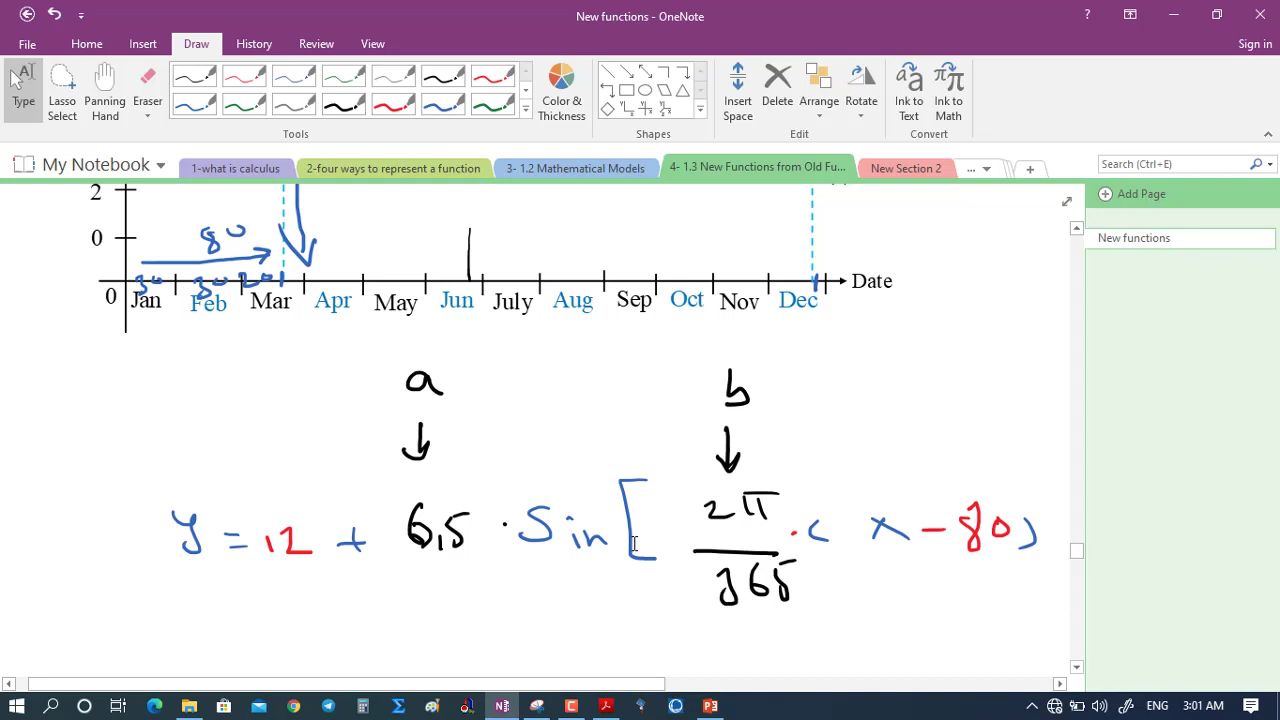 New functions - OneNote
? Sign in
File Home Insert Draw History Review View
Type Lasso Select Panning Hand Eraser Color & Thickness Insert Space Delete Arrange Rotate Ink to Text Ink to Math
Tools Shapes Edit Convert
My Notebook 1-what is calculus 2-four ways to represent a function 3- 1.2 Mathematical Models 4- 1.3 New Functions from Old Fu... New Section 2 ... + Search (Ctrl+E)
Add Page
New functions
2
80
0
30 30 20
0 Jan Feb Mar Apr May Jun July Aug Sep Oct Nov Dec Date
a b
y = 12 + 6,5 · Sin [ 2π/365 · ( x - 80 )
ENG 3:01 AM